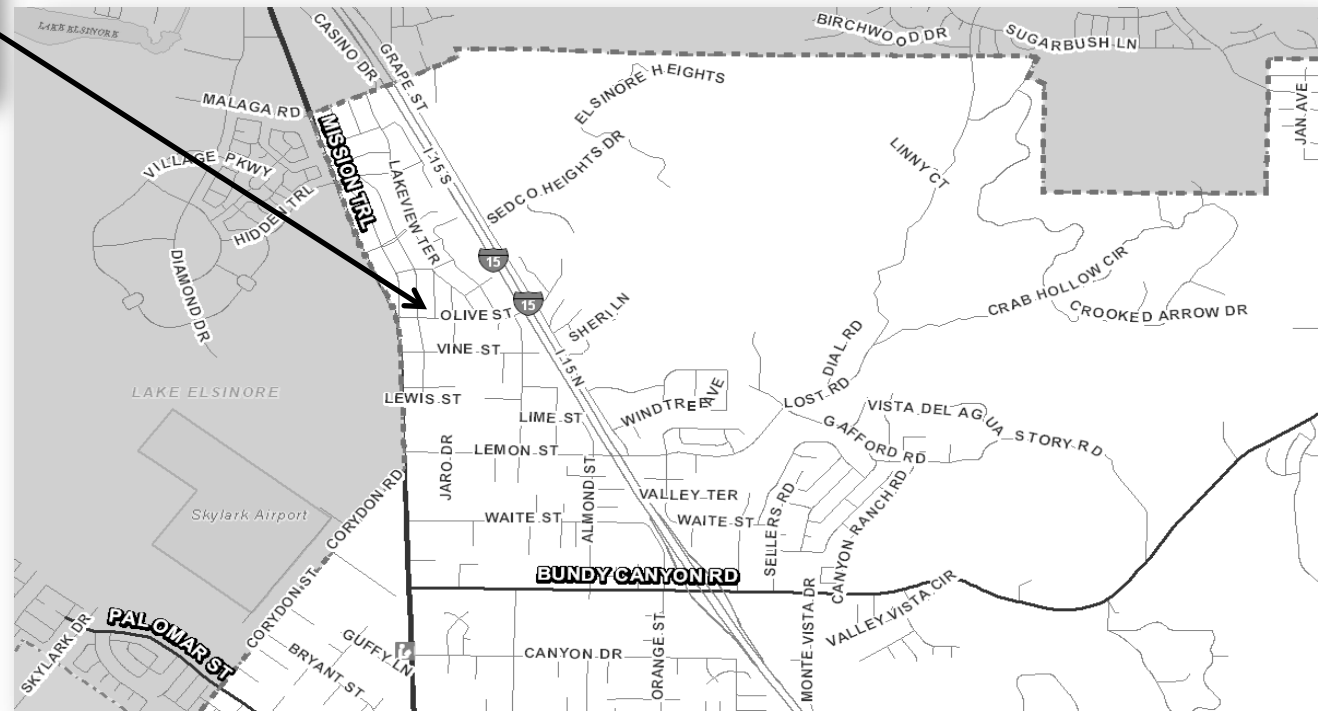 LAKE ELSINORE
CASINO DR
GRAPE ST
BIRCHWOOD DR
SUGARBUSH LN
ELSINORE HEIGHTS
MALAGA RD
JAN AVE
MISSION TRL
I 15 S
SEDCO HEIGHTS DR
LINNY CT
VILLAGE PKWY
LAKEVIEW TER
HIDDEN TRL
DIAMOND DR
15
15
CRAB HOLLOW CIR
CROOKED ARROW DR
OLIVE ST
SHERI LN
VINE ST
I 15 N
DIAL RD
LAKE ELSINORE
LEWIS ST
LIME ST
WINDTREE AVE
LOST RD
VISTA DEL AGUA
STORY RD
GAFFORD RD
LEMON ST
JARO DR
ALMOND ST
VALLEY TER
SELLERS RD
CANYON RANCH RD
Skylark Airport
CORYDON RD
WAITE ST
WAITE ST
BUNDY CANYON RD
CORYDON ST
VALLEY VISTA CIR
MONTE VISTA DR
PALOMAR ST
SKYLARK DR
GUFFY LN
BRYANT ST
CANYON DR
ORANGE ST